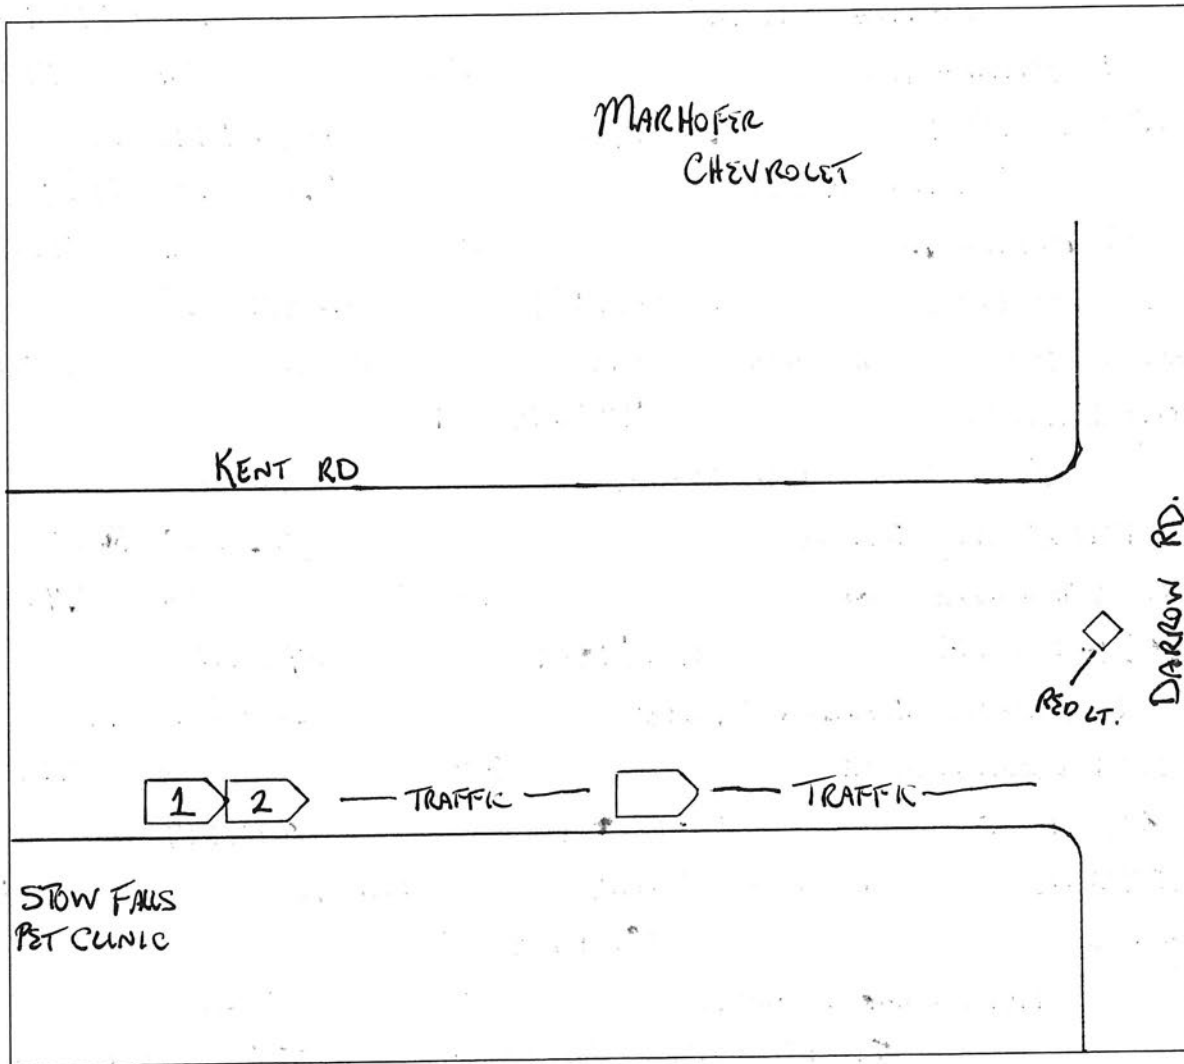 MARHOFER
CHEVROLET
KENT RD
DARROW RD.
RED LT.
1 2 TRAFFIC TRAFFIC
STOW FALLS
PET CLINIC